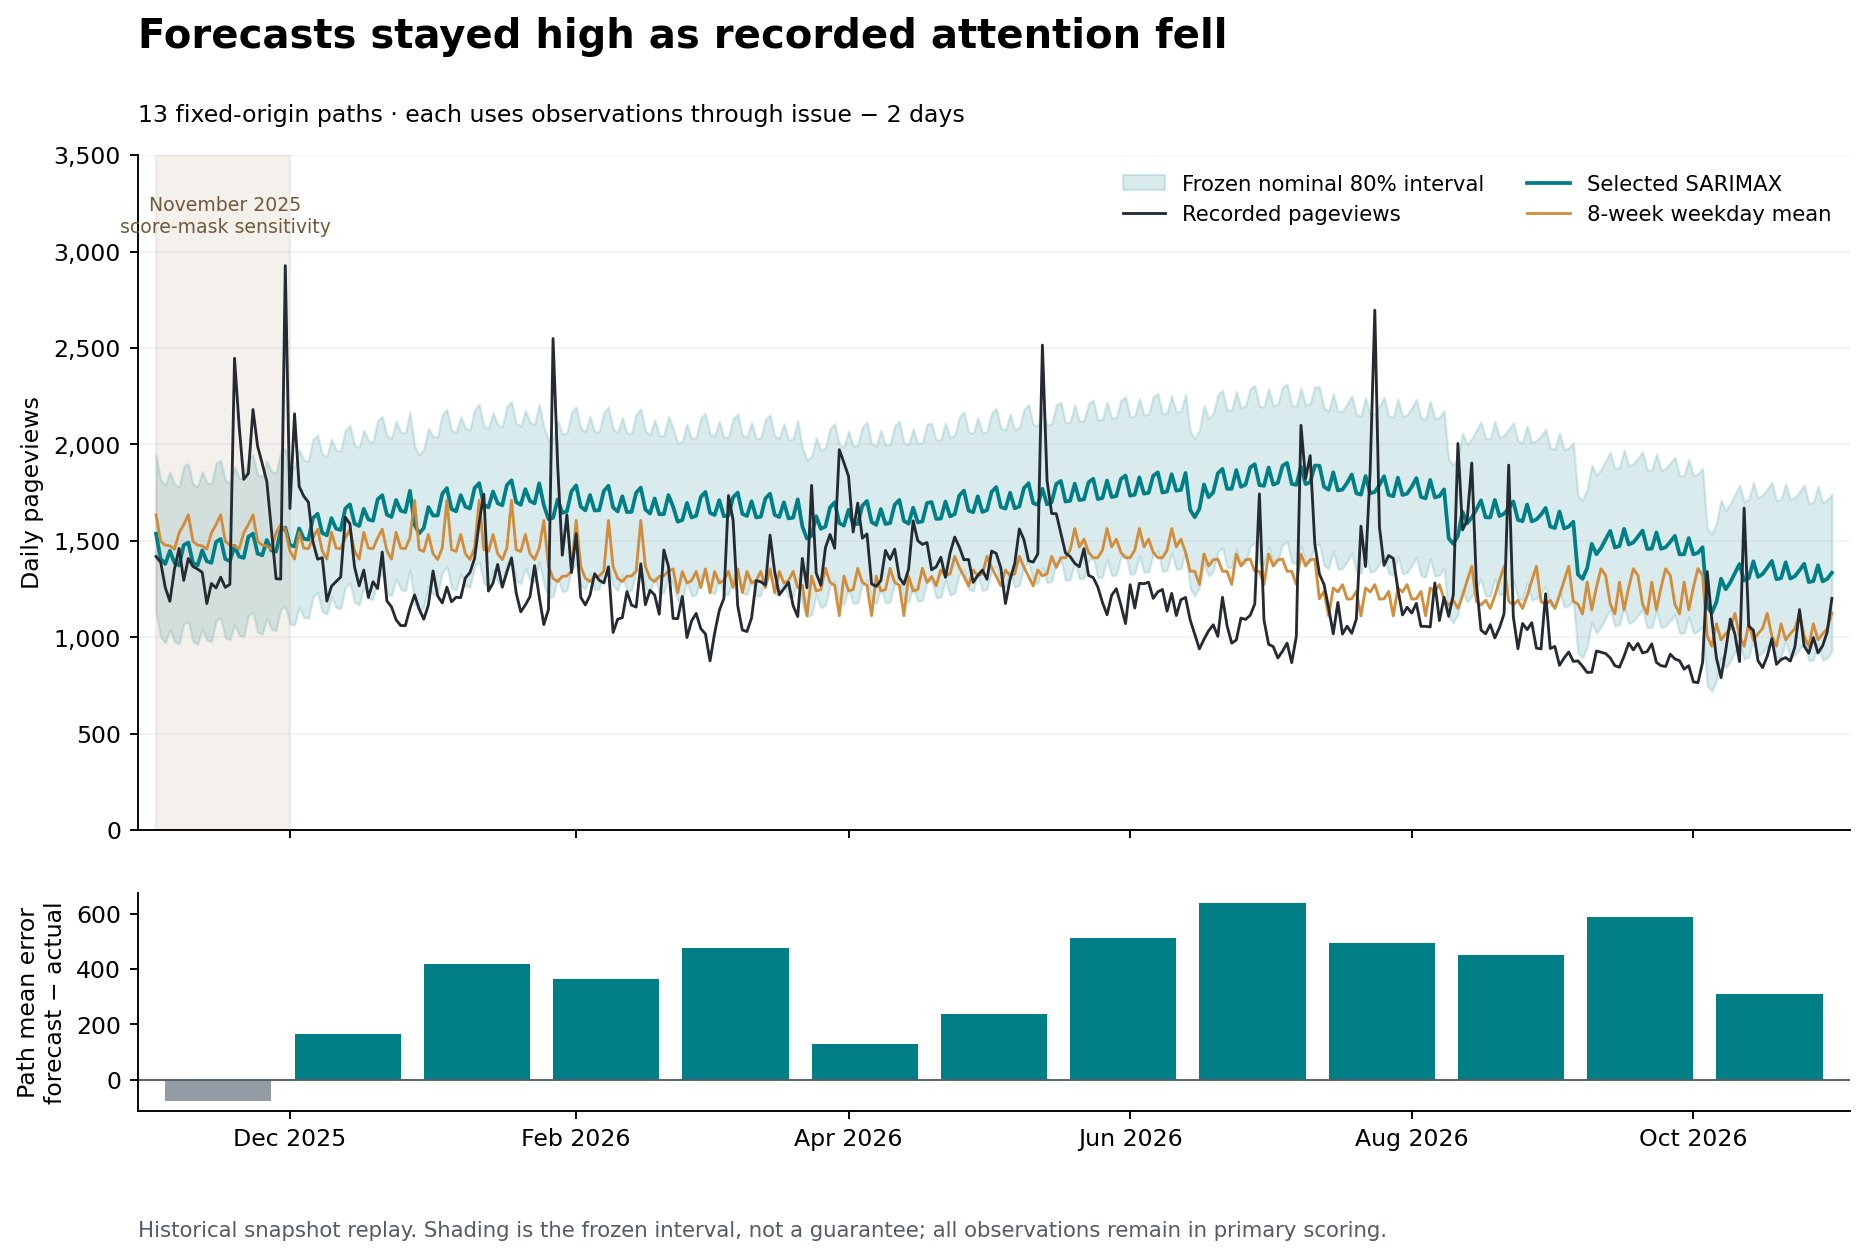 Forecasts stayed high as recorded attention fell
13 fixed-origin paths · each uses observations through issue − 2 days
3,500
3,000
2,500
2,000
1,500
1,000
500
0
Daily pageviews
November 2025
score-mask sensitivity
Frozen nominal 80% interval
Recorded pageviews
Selected SARIMAX
8-week weekday mean
600
400
200
0
Path mean error
forecast − actual
Dec 2025
Feb 2026
Apr 2026
Jun 2026
Aug 2026
Oct 2026
Historical snapshot replay. Shading is the frozen interval, not a guarantee; all observations remain in primary scoring.